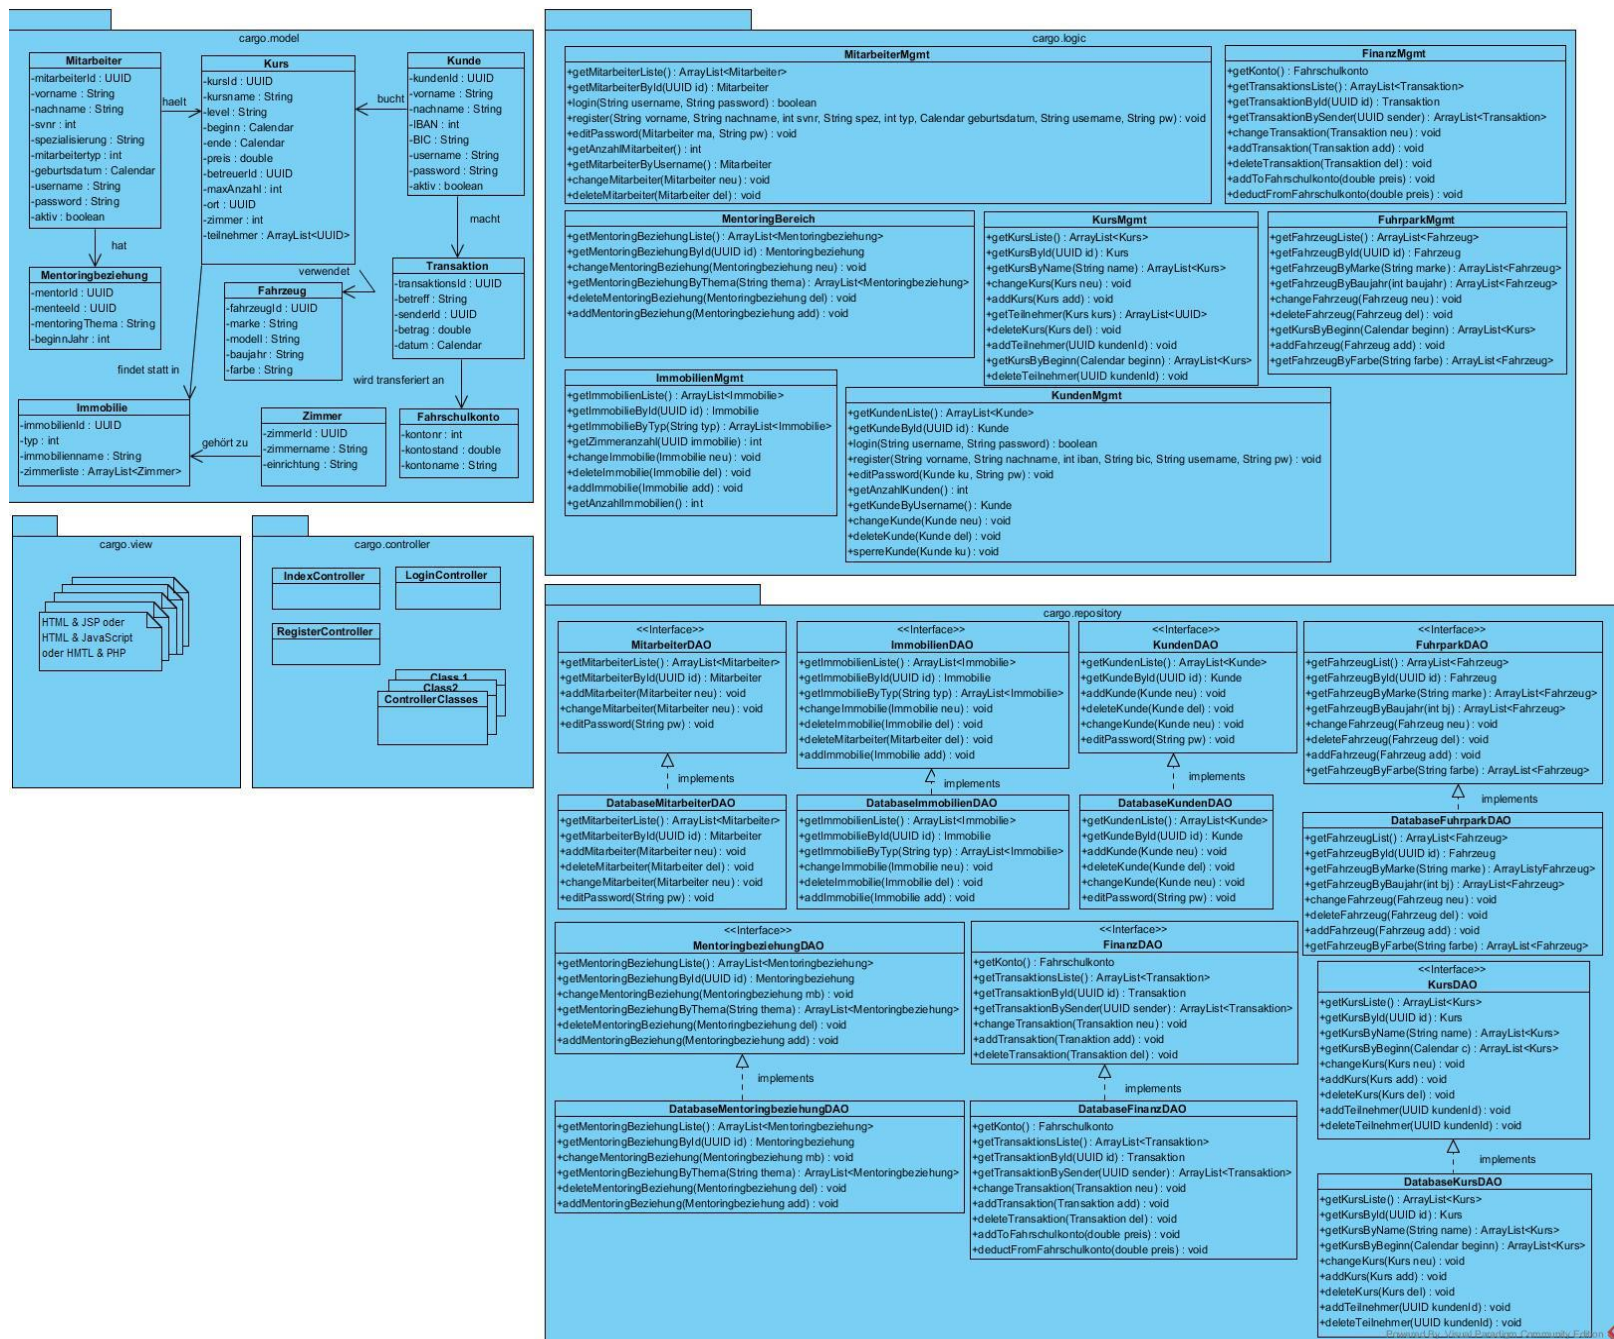 cargo.model
Mitarbeiter
-mitarbeiterId : UUID
-vorname : String
-nachname : String
-svnr : int
-spezialisierung : String
-mitarbeitertyp : int
-geburtsdatum : Calendar
-username : String
-password : String
-aktiv : boolean
haelt
Kurs
-kursId : UUID
-kursname : String
-level : String
-beginn : Calendar
-ende : Calendar
-preis : double
-betreuerId : UUID
-maxAnzahl : int
-ort : UUID
-zimmer : int
-teilnehmer : ArrayList<UUID>
bucht
Kunde
-kundenId : UUID
-vorname : String
-nachname : String
-IBAN : int
-BIC : String
-username : String
-password : String
-aktiv : boolean
hat
macht
Mentoringbeziehung
-mentorId : UUID
-menteeId : UUID
-mentoringThema : String
-beginnJahr : int
verwendet
Fahrzeug
-fahrzeugId : UUID
-marke : String
-modell : String
-baujahr : String
-farbe : String
Transaktion
-transaktionsId : UUID
-betreff : String
-senderId : UUID
-betrag : double
-datum : Calendar
findet statt in
wird transferiert an
Immobilie
-immobilienId : UUID
-typ : int
-immobilienname : String
-zimmerliste : ArrayList<Zimmer>
gehört zu
Zimmer
-zimmerId : UUID
-zimmername : String
-einrichtung : String
Fahrschulkonto
-kontonr : int
-kontostand : double
-kontoname : String
cargo.logic
MitarbeiterMgmt
+getMitarbeiterListe() : ArrayList<Mitarbeiter>
+getMitarbeiterById(UUID id) : Mitarbeiter
+login(String username, String password) : boolean
+register(String vorname, String nachname, int svnr, String spez, int typ, Calendar geburtsdatum, String username, String pw) : void
+editPassword(Mitarbeiter ma, String pw) : void
+getAnzahlMitarbeiter() : int
+getMitarbeiterByUsername() : Mitarbeiter
+changeMitarbeiter(Mitarbeiter neu) : void
+deleteMitarbeiter(Mitarbeiter del) : void
FinanzMgmt
+getKonto() : Fahrschulkonto
+getTransaktionsListe() : ArrayList<Transaktion>
+getTransaktionById(UUID id) : Transaktion
+getTransaktionBySender(UUID sender) : ArrayList<Transaktion>
+changeTransaktion(Transaktion neu) : void
+addTransaktion(Transaktion add) : void
+deleteTransaktion(Transaktion del) : void
+addToFahrschulkonto(double preis) : void
+deductFromFahrschulkonto(double preis) : void
MentoringBereich
+getMentoringBeziehungListe() : ArrayList<Mentoringbeziehung>
+getMentoringBeziehungById(UUID id) : Mentoringbeziehung
+changeMentoringBeziehung(Mentoringbeziehung neu) : void
+getMentoringBeziehungByThema(String thema) : ArrayList<Mentoringbeziehung>
+deleteMentoringBeziehung(Mentoringbeziehung del) : void
+addMentoringBeziehung(Mentoringbeziehung add) : void
KursMgmt
+getKursListe() : ArrayList<Kurs>
+getKursById(UUID id) : Kurs
+getKursByName(String name) : ArrayList<Kurs>
+changeKurs(Kurs neu) : void
+addKurs(Kurs add) : void
+getTeilnehmer(Kurs kurs) : ArrayList<UUID>
+deleteKurs(Kurs del) : void
+addTeilnehmer(UUID kundenId) : void
+getKursByBeginn(Calendar beginn) : ArrayList<Kurs>
+deleteTeilnehmer(UUID kundenId) : void
FuhrparkMgmt
+getFahrzeugListe() : ArrayList<Fahrzeug>
+getFahrzeugById(UUID id) : Fahrzeug
+getFahrzeugByMarke(String marke) : ArrayList<Fahrzeug>
+getFahrzeugByBaujahr(int baujahr) : ArrayList<Fahrzeug>
+changeFahrzeug(Fahrzeug neu) : void
+deleteFahrzeug(Fahrzeug del) : void
+getKursByBeginn(Calendar beginn) : ArrayList<Kurs>
+addFahrzeug(Fahrzeug add) : void
+getFahrzeugByFarbe(String farbe) : ArrayList<Fahrzeug>
ImmobilienMgmt
+getImmobilienListe() : ArrayList<Immobilie>
+getImmobilieById(UUID id) : Immobilie
+getImmobilieByTyp(String typ) : ArrayList<Immobilie>
+getZimmeranzahl(UUID immobilie) : int
+changeImmobilie(Immobilie neu) : void
+deleteImmobilie(Immobilie del) : void
+addImmobilie(Immobilie add) : void
+getAnzahlImmobilien() : int
KundenMgmt
+getKundenListe() : ArrayList<Kunde>
+getKundeById(UUID id) : Kunde
+login(String username, String password) : boolean
+register(String vorname, String nachname, int iban, String bic, String username, String pw) : void
+editPassword(Kunde ku, String pw) : void
+getAnzahlKunden() : int
+getKundeByUsername() : Kunde
+changeKunde(Kunde neu) : void
+deleteKunde(Kunde del) : void
+sperreKunde(Kunde ku) : void
cargo.view
HTML & JSP oder
HTML & JavaScript
oder HMTL & PHP
cargo.controller
IndexController
LoginController
RegisterController
Class 1
Class2
ControllerClasses
cargo.repository
<<Interface>>
MitarbeiterDAO
+getMitarbeiterListe() : ArrayList<Mitarbeiter>
+getMitarbeiterById(UUID id) : Mitarbeiter
+addMitarbeiter(Mitarbeiter neu) : void
+changeMitarbeiter(Mitarbeiter neu) : void
+editPassword(String pw) : void
<<Interface>>
ImmobilienDAO
+getImmobilienListe() : ArrayList<Immobilie>
+getImmobilieById(UUID id) : Immobilie
+getImmobilieByTyp(String typ) : ArrayList<Immobilie>
+changeImmobilie(Immobilie neu) : void
+deleteImmobilie(Immobilie del) : void
+deleteMitarbeiter(Mitarbeiter del) : void
+addImmobilie(Immobilie add) : void
<<Interface>>
KundenDAO
+getKundenListe() : ArrayList<Kunde>
+getKundeById(UUID id) : Kunde
+addKunde(Kunde neu) : void
+deleteKunde(Kunde del) : void
+changeKunde(Kunde neu) : void
+editPassword(String pw) : void
<<Interface>>
FuhrparkDAO
+getFahrzeugList() : ArrayList<Fahrzeug>
+getFahrzeugById(UUID id) : Fahrzeug
+getFahrzeugByMarke(String marke) : ArrayList<Fahrzeug>
+getFahrzeugByBaujahr(int bj) : ArrayList<Fahrzeug>
+changeFahrzeug(Fahrzeug neu) : void
+deleteFahrzeug(Fahrzeug del) : void
+addFahrzeug(Fahrzeug add) : void
+getFahrzeugByFarbe(String farbe) : ArrayList<Fahrzeug>
implements
implements
implements
implements
DatabaseMitarbeiterDAO
+getMitarbeiterListe() : ArrayList<Mitarbeiter>
+getMitarbeiterById(UUID id) : Mitarbeiter
+addMitarbeiter(Mitarbeiter neu) : void
+deleteMitarbeiter(Mitarbeiter del) : void
+changeMitarbeiter(Mitarbeiter neu) : void
+editPassword(String pw) : void
DatabaseImmobilienDAO
+getImmobilienListe() : ArrayList<Immobilie>
+getImmobilieById(UUID id) : Immobilie
+getImmobilieByTyp(String typ) : ArrayList<Immobilie>
+changeImmobilie(Immobilie neu) : void
+deleteImmobilie(Immobilie del) : void
+addImmobilie(Immobilie add) : void
DatabaseKundenDAO
+getKundenListe() : ArrayList<Kunde>
+getKundeById(UUID id) : Kunde
+addKunde(Kunde neu) : void
+deleteKunde(Kunde del) : void
+changeKunde(Kunde neu) : void
+editPassword(String pw) : void
DatabaseFuhrparkDAO
+getFahrzeugList() : ArrayList<Fahrzeug>
+getFahrzeugById(UUID id) : Fahrzeug
+getFahrzeugByMarke(String marke) : ArrayListyFahrzeug>
+getFahrzeugByBaujahr(int bj) : ArrayList<Fahrzeug>
+changeFahrzeug(Fahrzeug neu) : void
+deleteFahrzeug(Fahrzeug del) : void
+addFahrzeug(Fahrzeug add) : void
+getFahrzeugByFarbe(String farbe) : ArrayList<Fahrzeug>
<<Interface>>
MentoringbeziehungDAO
+getMentoringBeziehungListe() : ArrayList<Mentoringbeziehung>
+getMentoringBeziehungById(UUID id) : Mentoringbeziehung
+changeMentoringBeziehung(Mentoringbeziehung mb) : void
+getMentoringBeziehungByThema(String thema) : ArrayList<Mentoringbeziehung>
+deleteMentoringBeziehung(Mentoringbeziehung del) : void
+addMentoringBeziehung(Mentoringbeziehung add) : void
<<Interface>>
FinanzDAO
+getKonto() : Fahrschulkonto
+getTransaktionsListe() : ArrayList<Transaktion>
+getTransaktionById(UUID id) : Transaktion
+getTransaktionBySender(UUID sender) : ArrayList<Transaktion>
+changeTransaktion(Transaktion neu) : void
+addTransaktion(Tranaktion add) : void
+deleteTransaktion(Transaktion del) : void
<<Interface>>
KursDAO
+getKursListe() : ArrayList<Kurs>
+getKursById(UUID id) : Kurs
+getKursByName(String name) : ArrayList<Kurs>
+getKursByBeginn(Calendar c) : ArrayList<Kurs>
+changeKurs(Kurs neu) : void
+addKurs(Kurs add) : void
+deleteKurs(Kurs del) : void
+addTeilnehmer(UUID kundenId) : void
+deleteTeilnehmer(UUID kundenId) : void
implements
implements
implements
DatabaseMentoringbeziehungDAO
+getMentoringBeziehungListe() : ArrayList<Mentoringbeziehung>
+getMentoringBeziehungById(UUID id) : Mentoringbeziehung
+changeMentoringBeziehung(Mentoringbeziehung mb) : void
+getMentoringBeziehungByThema(String thema) : ArrayList<Mentoringbeziehung>
+deleteMentoringBeziehung(Mentoringbeziehung del) : void
+addMentoringBeziehung(Mentoringbeziehung add) : void
DatabaseFinanzDAO
+getKonto() : Fahrschulkonto
+getTransaktionsListe() : ArrayList<Transaktion>
+getTransaktionById(UUID id) : Transaktion
+getTransaktionBySender(UUID sender) : ArrayList<Transaktion>
+changeTransaktion(Transaktion neu) : void
+addTransaktion(Transaktion add) : void
+deleteTransaktion(Transaktion del) : void
+addToFahrschulkonto(double preis) : void
+deductFromFahrschulkonto(double preis) : void
DatabaseKursDAO
+getKursListe() : ArrayList<Kurs>
+getKursById(UUID id) : Kurs
+getKursByName(String name) : ArrayList<Kurs>
+getKursByBeginn(Calendar beginn) : ArrayList<Kurs>
+changeKurs(Kurs neu) : void
+addKurs(Kurs add) : void
+deleteKurs(Kurs del) : void
+addTeilnehmer(UUID kundenId) : void
+deleteTeilnehmer(UUID kundenId) : void
Powered By Visual Paradigm Community Edition